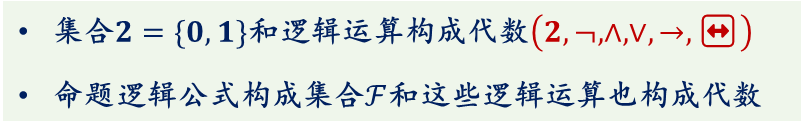 • 集合𝟐 = {𝟎, 𝟏}和逻辑运算构成代数(𝟐, ¬,∧,∨, →, ↔)
• 命题逻辑公式构成集合ℱ和这些逻辑运算也构成代数